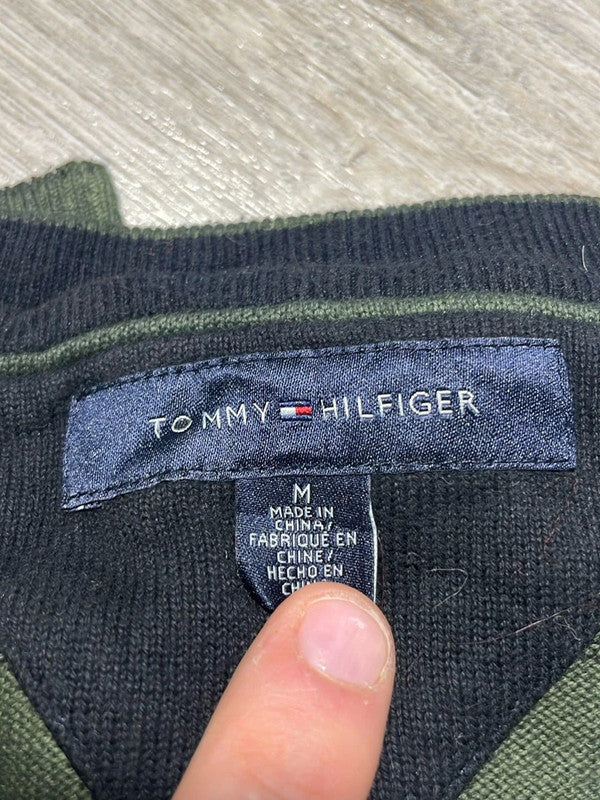 TOMMY HILFIGER
M
MADE IN
CHINA/
FABRIQUÉ EN
CHINE/
HECHO EN